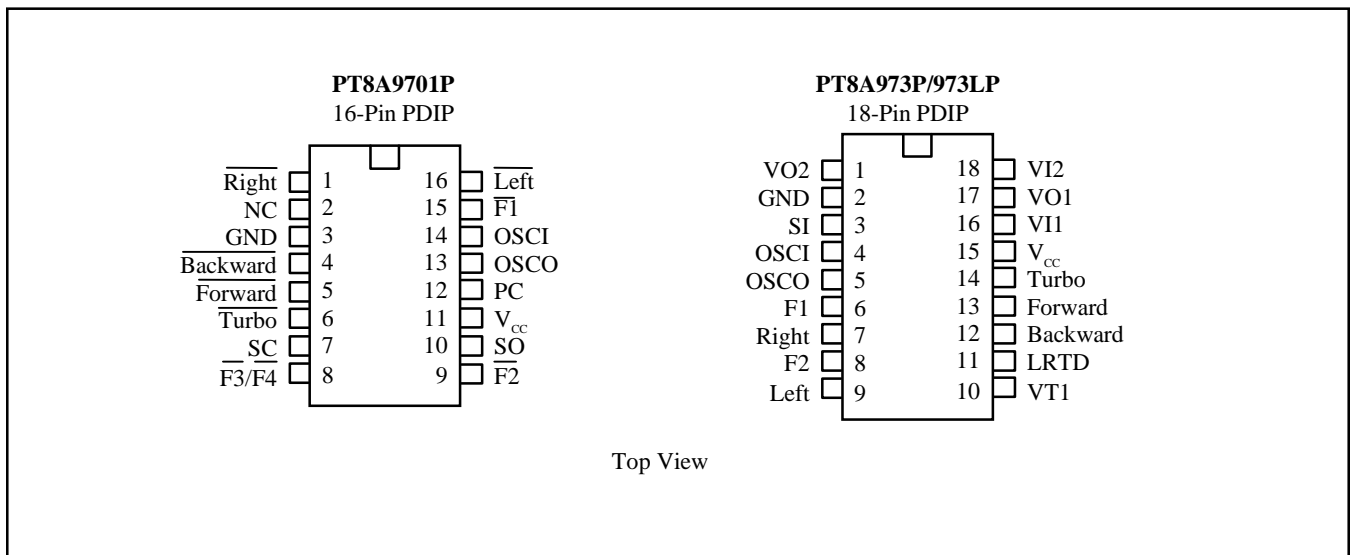 PT8A9701P
16-Pin PDIP
Right 1 16 Left
NC 2 15 F1
GND 3 14 OSCI
Backward 4 13 OSCO
Forward 5 12 PC
Turbo 6 11 VCC
SC 7 10 SO
F3/F4 8 9 F2
PT8A973P/973LP
18-Pin PDIP
VO2 1 18 VI2
GND 2 17 VO1
SI 3 16 VI1
OSCI 4 15 VCC
OSCO 5 14 Turbo
F1 6 13 Forward
Right 7 12 Backward
F2 8 11 LRTD
Left 9 10 VT1
Top View